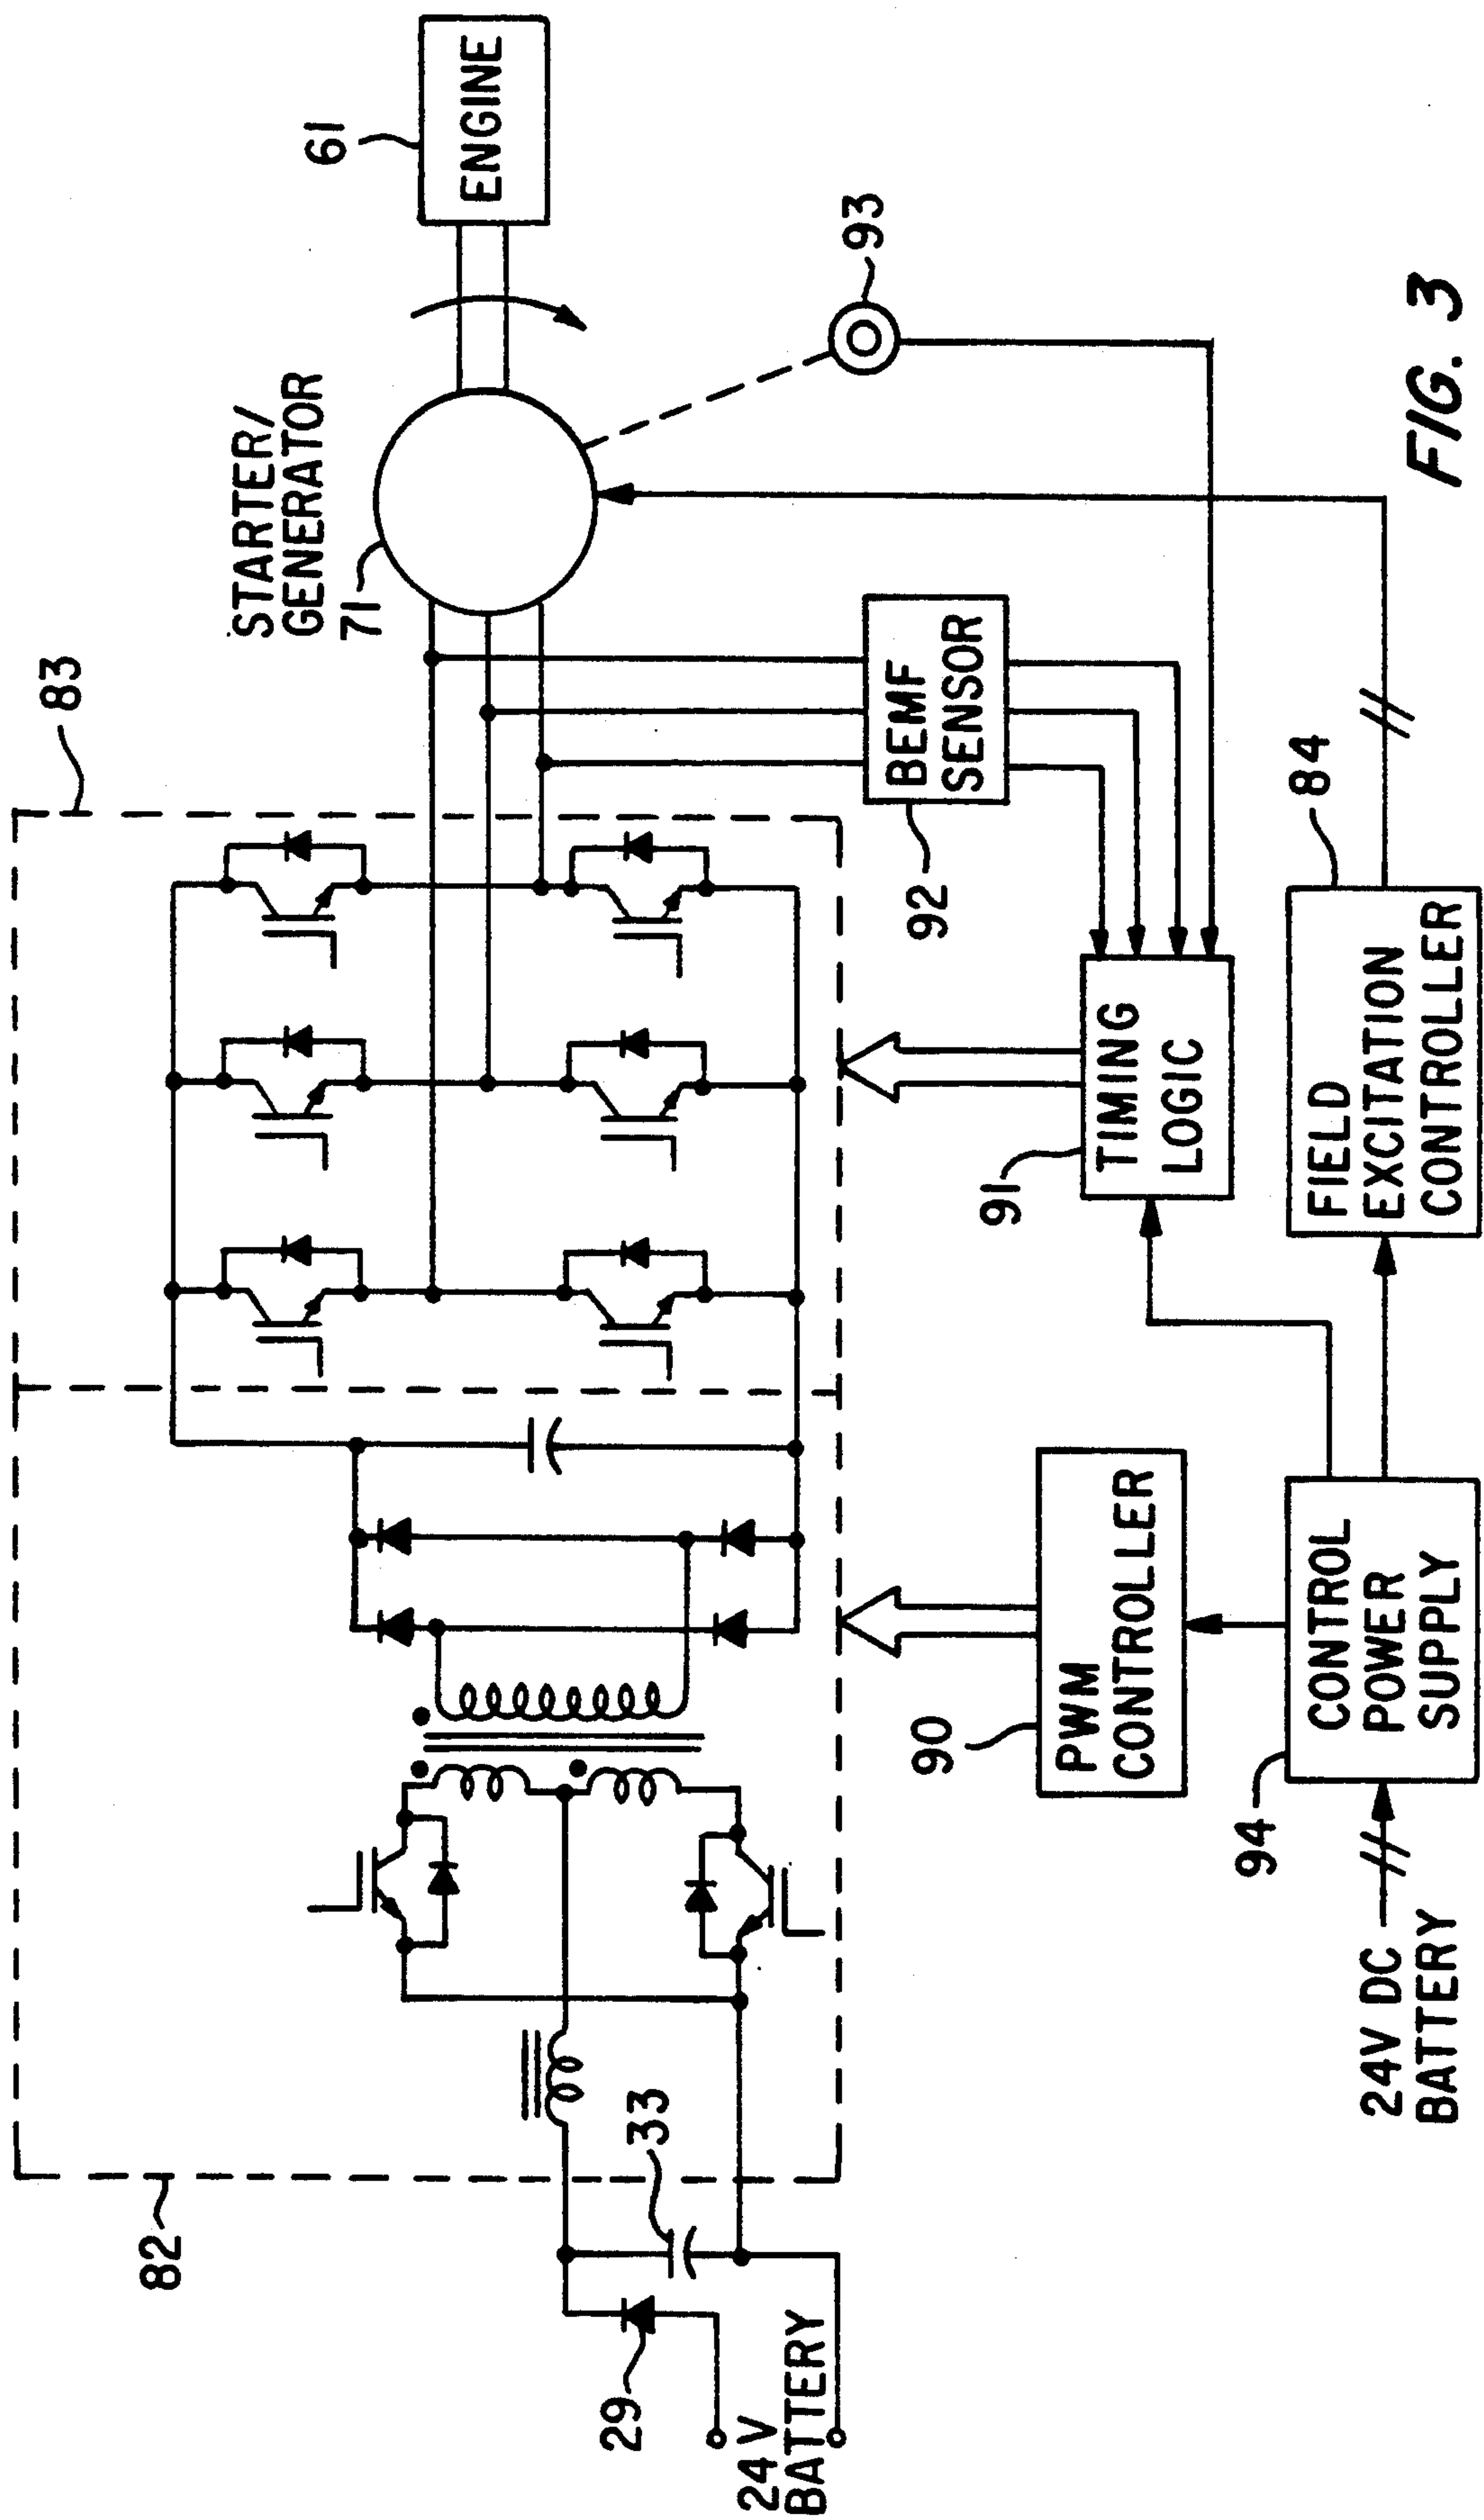 83
STARTER/
GENERATOR
71
61
ENGINE
82
29
33
24V
BATTERY
93
92
BEMF
SENSOR
90
PWM
CONTROLLER
91
TIMING
LOGIC
84
FIELD
EXCITATION
CONTROLLER
94
CONTROL
POWER
SUPPLY
24V DC
BATTERY
FIG. 3